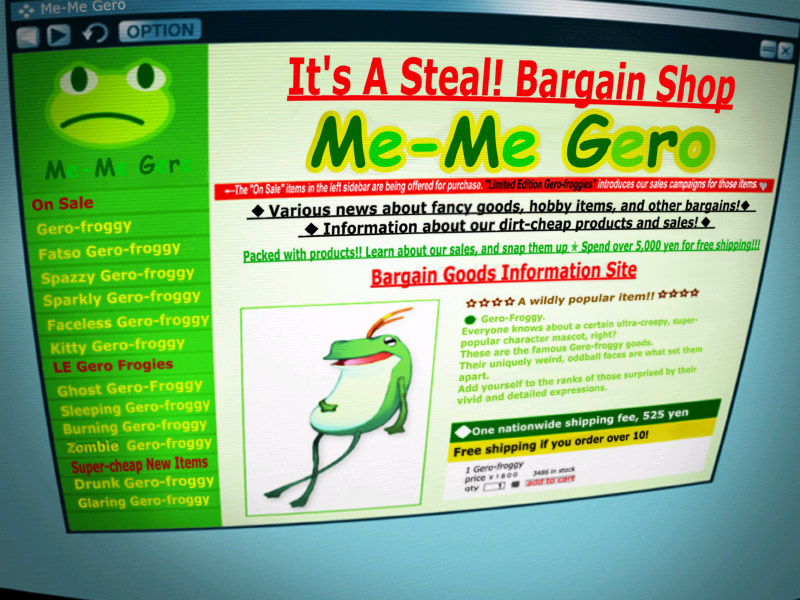 Me-Me Gero
OPTION
Me-Me Gero
On Sale
Gero-froggy
Fatso Gero-froggy
Spazzy Gero-froggy
Sparkly Gero-froggy
Faceless Gero-froggy
Kitty Gero-froggy
LE Gero Frogies
Ghost Gero-Froggy
Sleeping Gero-froggy
Burning Gero-froggy
Zombie Gero-froggy
Super-cheap New Items
Drunk Gero-froggy
Glaring Gero-froggy
It's A Steal! Bargain Shop
Me-Me Gero
←The "On Sale" items in the left sidebar are being offered for purchase. "Limited Edition Gero-froggies" introduces our sales campaigns for those items.
◆ Various news about fancy goods, hobby items, and other bargains!◆
◆ Information about our dirt-cheap products and sales! ◆
Packed with products!! Learn about our sales, and snap them up ★ Spend over 5,000 yen for free shipping!!!
Bargain Goods Information Site
☆☆☆☆ A wildly popular item!! ☆☆☆☆
Gero-Froggy.
Everyone knows about a certain ultra-creepy, super-
popular character mascot, right?
These are the famous Gero-froggy goods.
Their uniquely weird, oddball faces are what set them
apart.
Add yourself to the ranks of those surprised by their
vivid and detailed expressions.
◆One nationwide shipping fee, 525 yen
Free shipping if you order over 10!
1 Gero-froggy
price ¥1800 3486 in stock
qty 1 add to cart